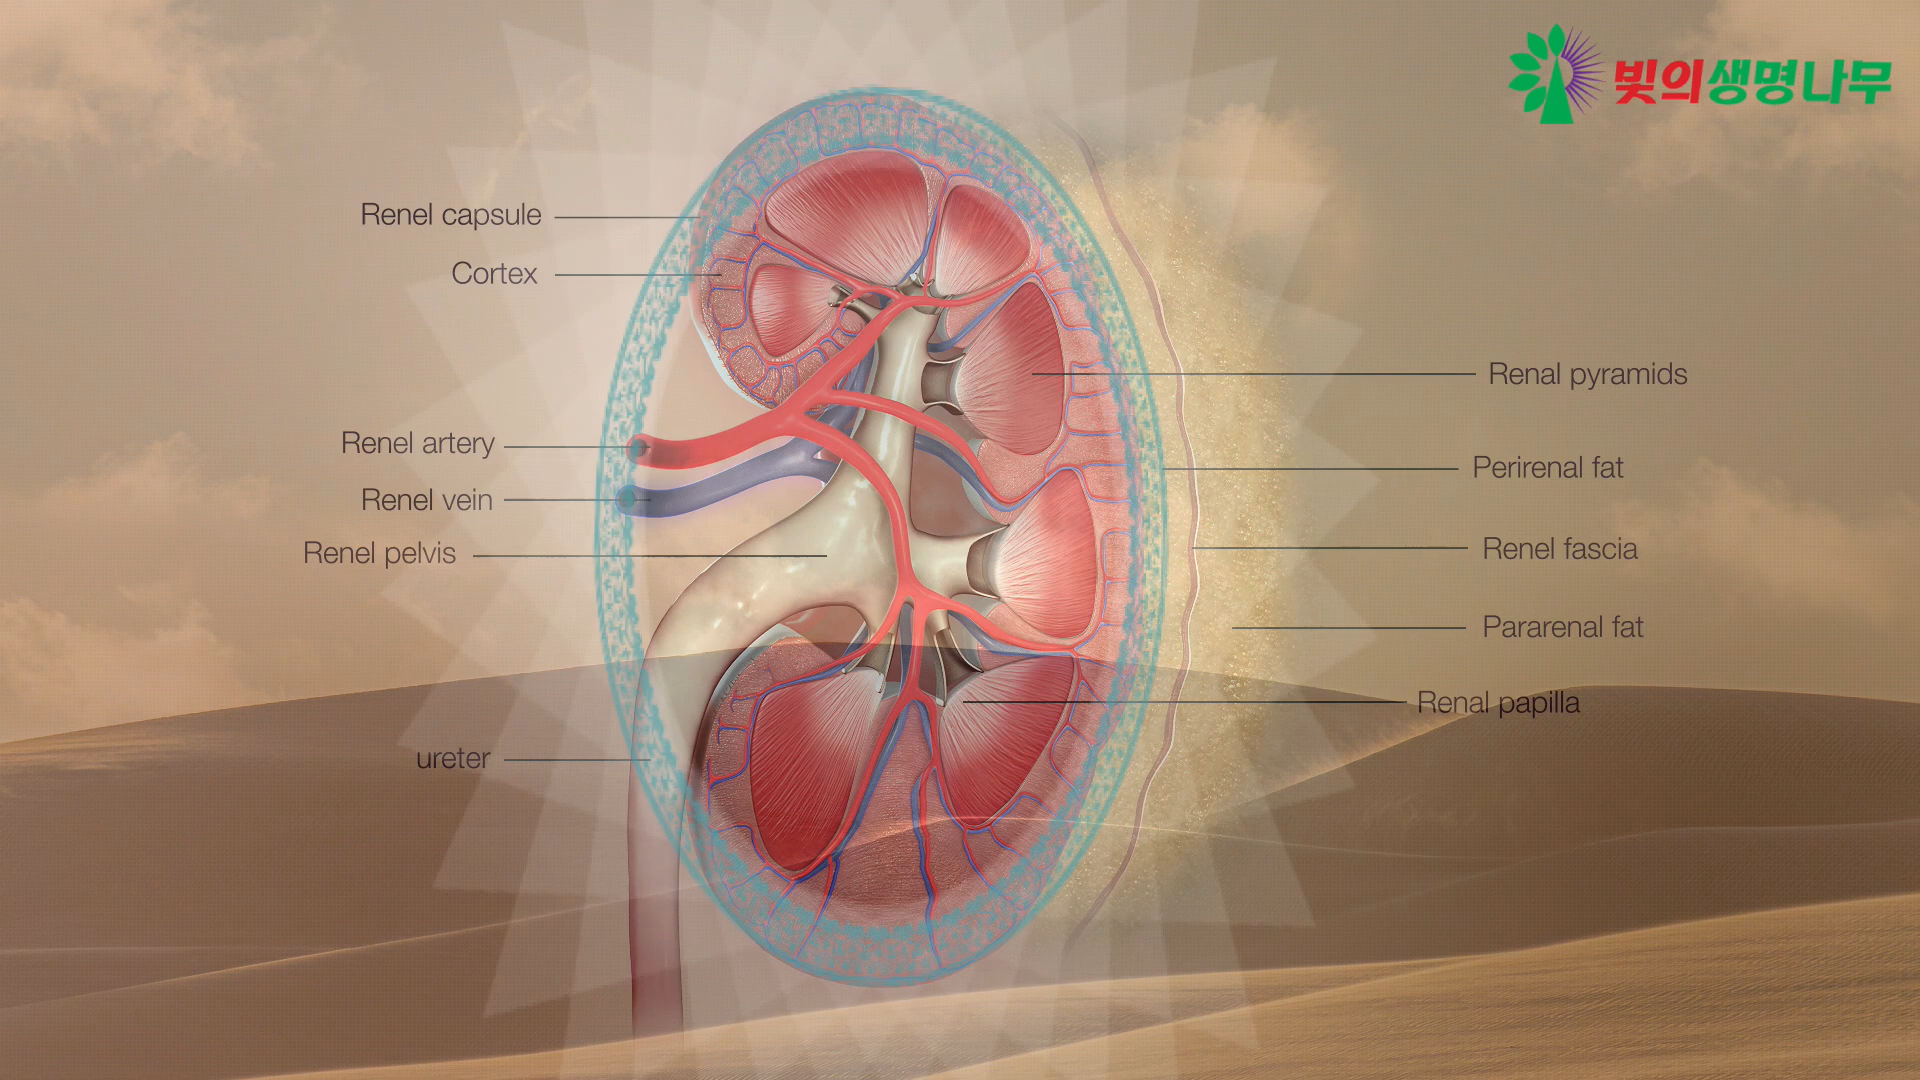 빛의생명나무
Renel capsule
Cortex
Renel artery
Renel vein
Renel pelvis
ureter
Renal pyramids
Perirenal fat
Renel fascia
Pararenal fat
Renal papilla